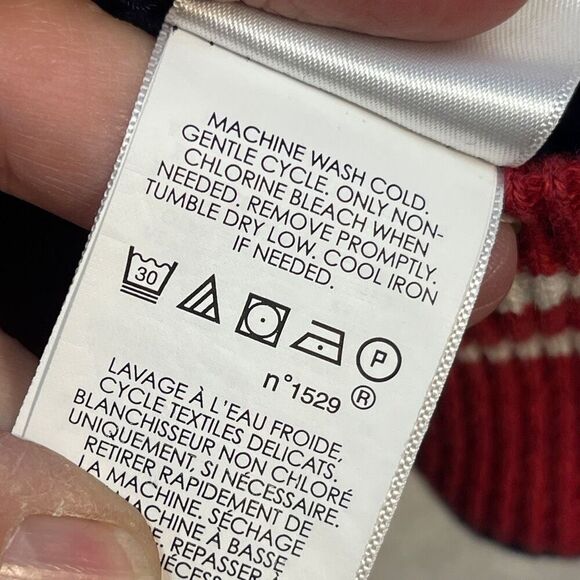 MACHINE WASH COLD.
GENTLE CYCLE. ONLY NON-
CHLORINE BLEACH WHEN
NEEDED. REMOVE PROMPTLY.
TUMBLE DRY LOW. COOL IRON
IF NEEDED.
30 P
n°1529 ®
LAVAGE À L'EAU FROIDE,
CYCLE TEXTILES DÉLICATS.
BLANCHISSEUR NON CHLORÉ
UNIQUEMENT, SI NÉCESSAIRE.
RETIRER RAPIDEMENT DE
LA MACHINE. SÉCHAGE
MACHINE À BASSE
REPASSER À